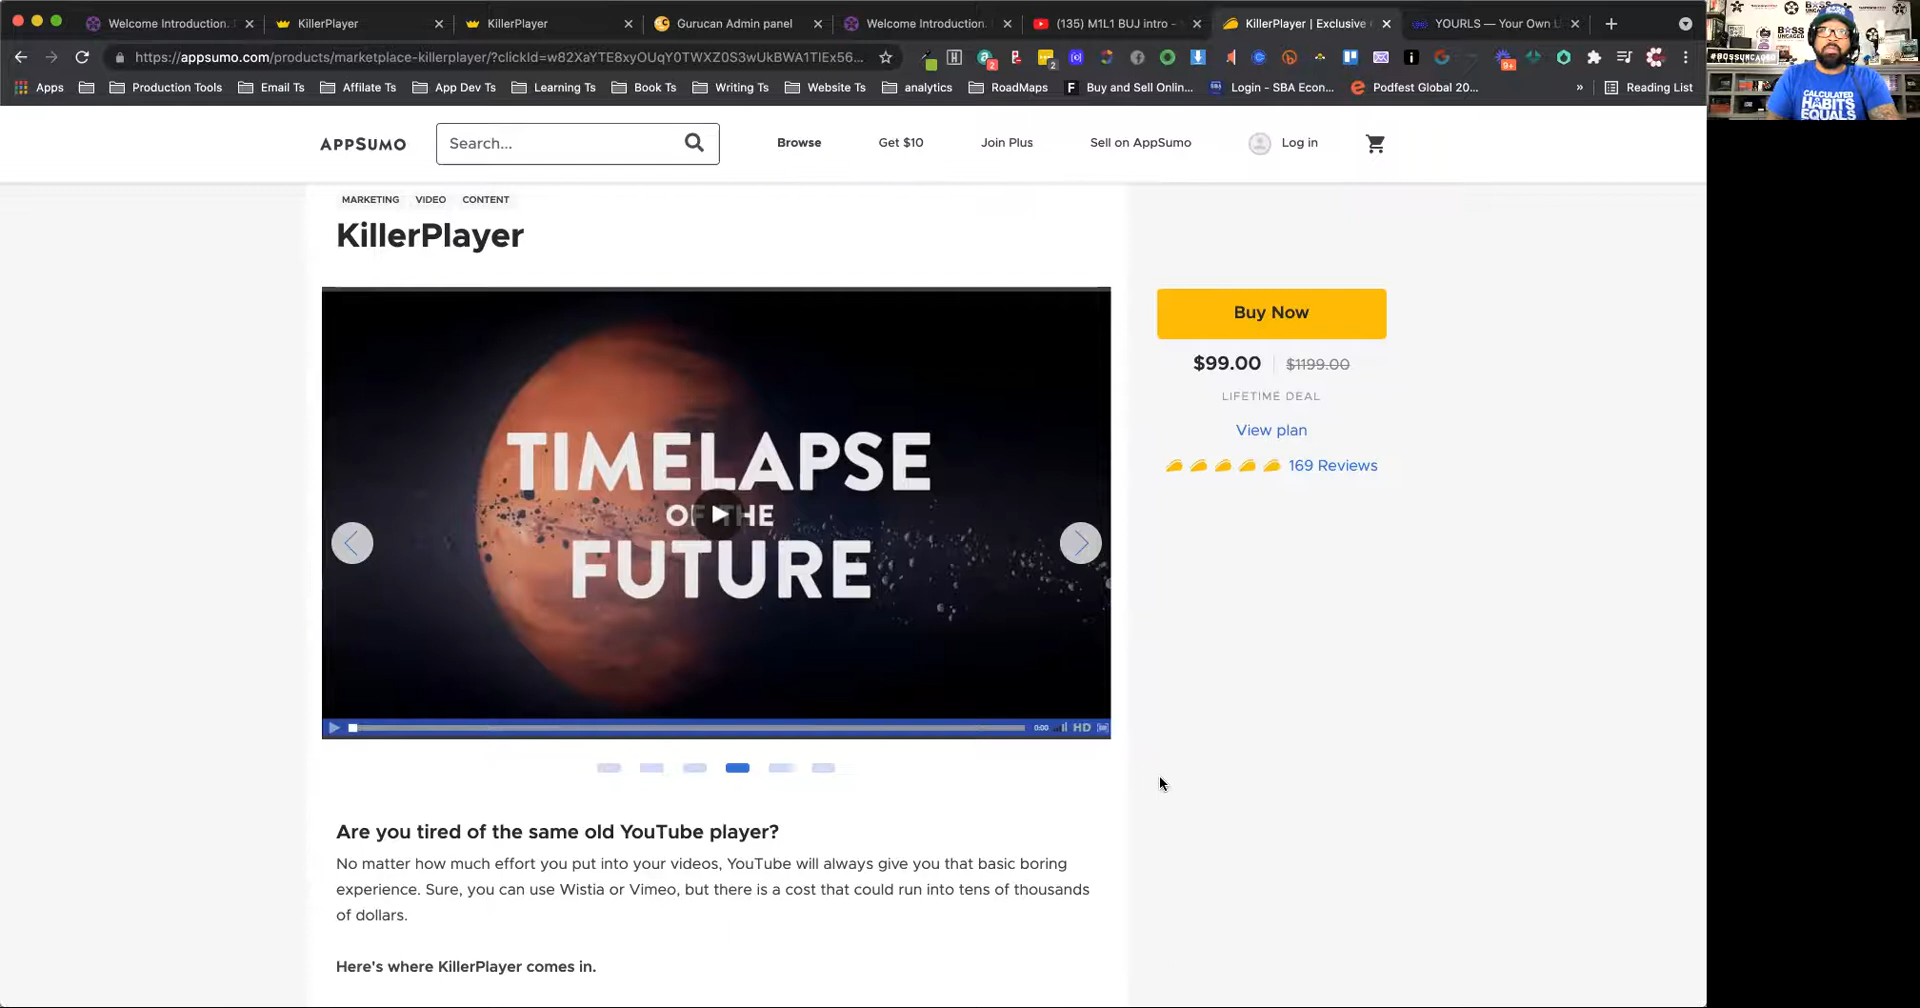 Welcome Introduction.
KillerPlayer
KillerPlayer
Gurucan Admin panel
Welcome Introduction.
(135) M1L1 BUJ intro -
KillerPlayer | Exclusive
YOURLS — Your Own L
https://appsumo.com/products/marketplace-killerplayer/?clickId=w82XaYTE8xyOUqY0TWXZ0S3wUkBWA1TIEx56...
Apps
Production Tools
Email Ts
Affilate Ts
App Dev Ts
Learning Ts
Book Ts
Writing Ts
Website Ts
analytics
RoadMaps
Buy and Sell Onlin...
Login - SBA Econ...
Podfest Global 20...
»
Reading List
APPSUMO
Search...
Browse
Get $10
Join Plus
Sell on AppSumo
Log in
MARKETING VIDEO CONTENT
KillerPlayer
TIMELAPSE
OF THE
FUTURE
0:00
HD
Buy Now
$99.00 | $1199.00
LIFETIME DEAL
View plan
169 Reviews
Are you tired of the same old YouTube player?
No matter how much effort you put into your videos, YouTube will always give you that basic boring
experience. Sure, you can use Wistia or Vimeo, but there is a cost that could run into tens of thousands
of dollars.
Here's where KillerPlayer comes in.
#BOSSUNCAGED
CALCULATED
HABITS
EQUALS